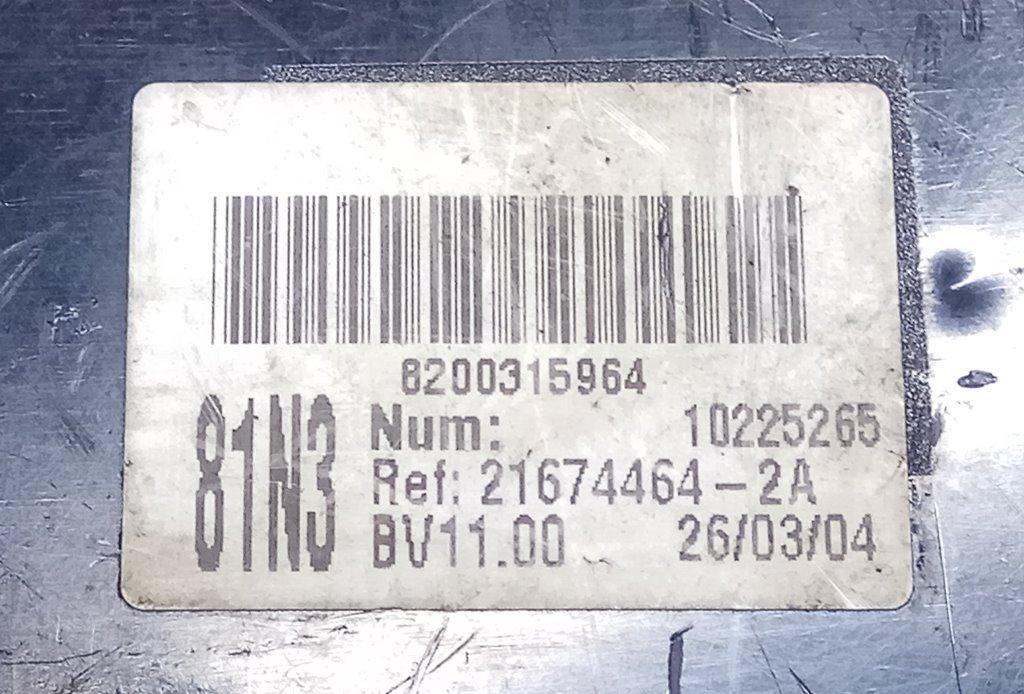 8200315964
81N3
Num: 10225265
Ref: 21674464-2A
BV11.00 26/03/04